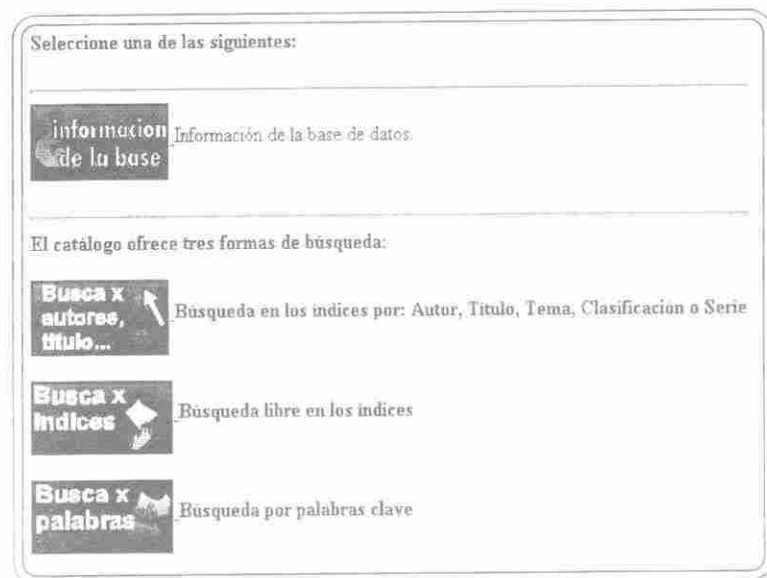 Seleccione una de las siguientes:
informacion
de la base
Información de la base de datos.
El catálogo ofrece tres formas de búsqueda:
Busca x
autores,
titulo...
Búsqueda en los indices por: Autor, Titulo, Tema, Clasificacion o Serie
Busca x
indices
Búsqueda libre en los indices
Busca x
palabras
Búsqueda por palabras clave